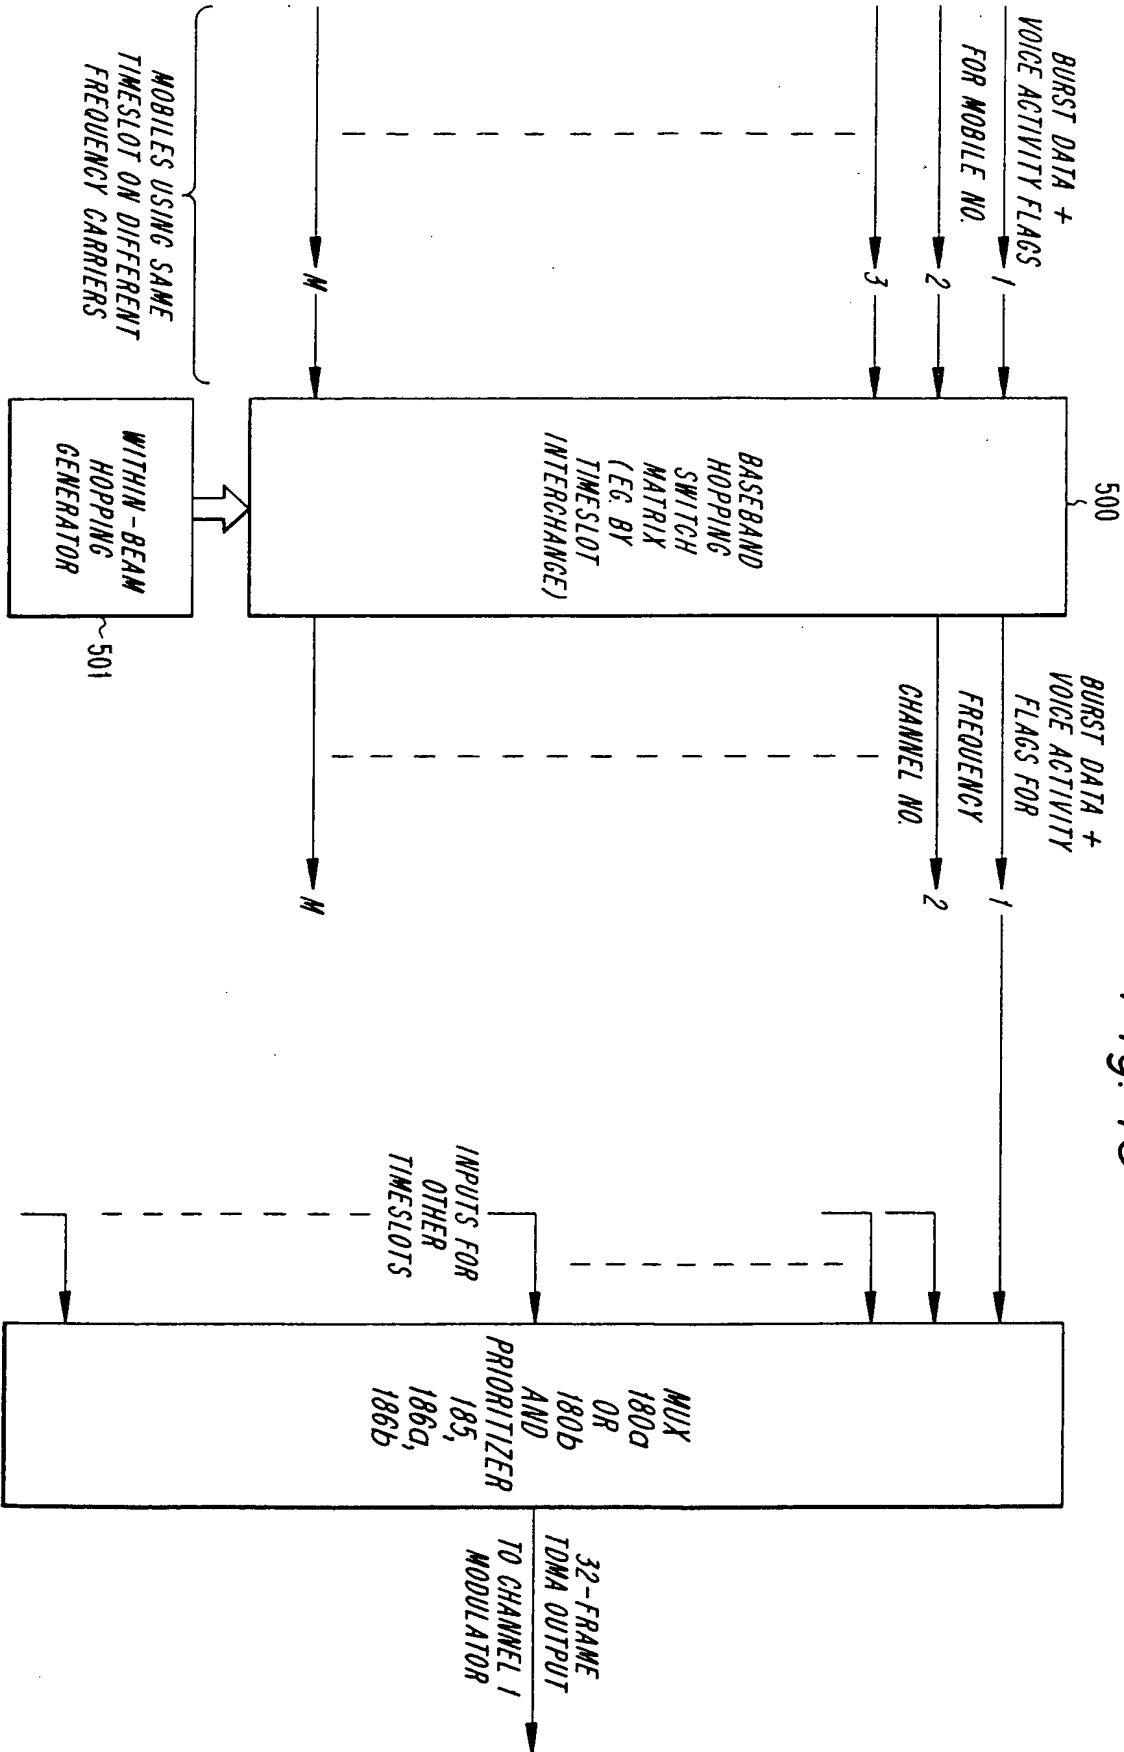 Fig.
BURST DATA +
VOICE ACTIVITY FLAGS
FOR MOBILE NO.
1
2
3
M
MOBILES USING SAME
TIMESLOT ON DIFFERENT
FREQUENCY CARRIERS
500
BASEBAND
HOPPING
SWITCH
MATRIX
(EG. BY
TIMESLOT
INTERCHANGE)
WITHIN-BEAM
HOPPING
GENERATOR
501
BURST DATA +
VOICE ACTIVITY
FLAGS FOR
FREQUENCY
CHANNEL NO.
1
2
M
INPUTS FOR
OTHER
TIMESLOTS
MUX
180a
OR
180b
AND
PRIORITIZER
185,
186a,
186b
32-FRAME
TDMA OUTPUT
TO CHANNEL 1
MODULATOR